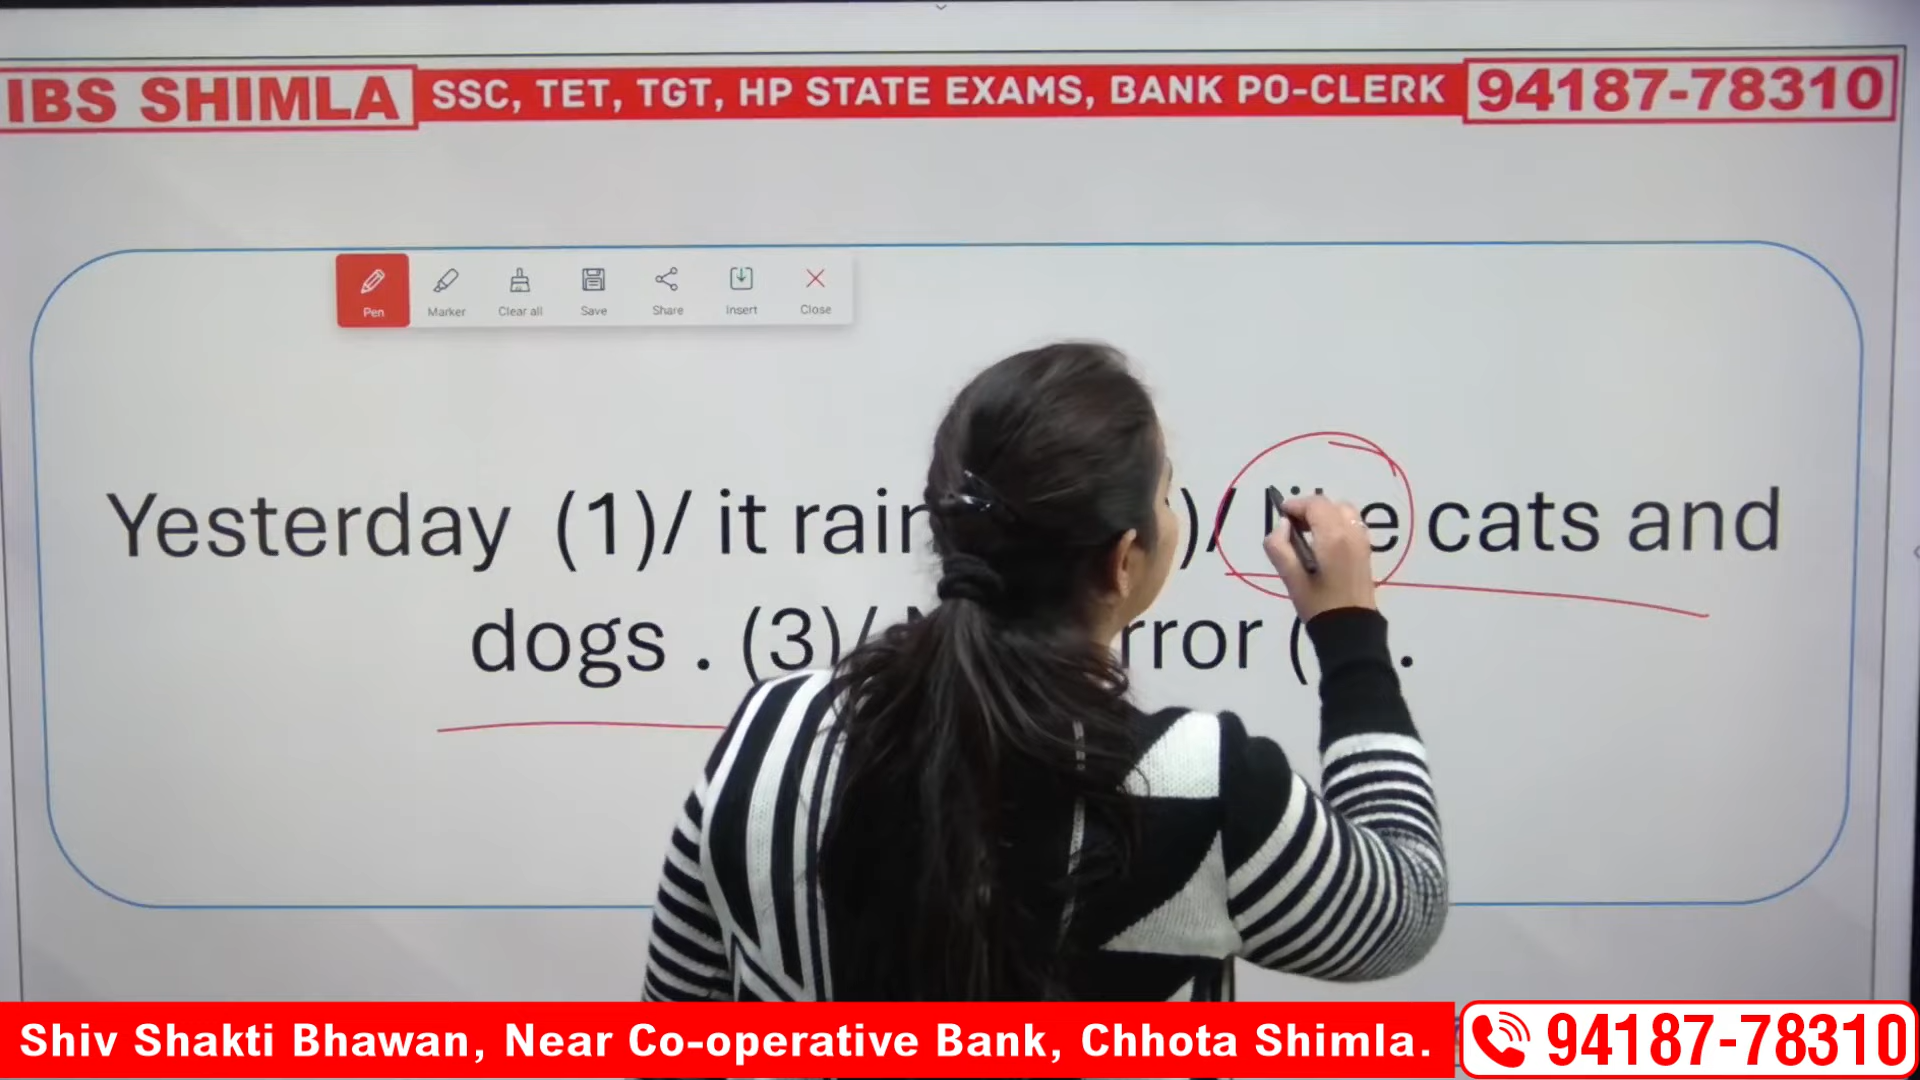 IBS SHIMLA SSC, TET, TGT, HP STATE EXAMS, BANK PO-CLERK 94187-78310
Pen Marker Clear all Save Share Insert Close
Yesterday (1)/ it )/ like cats and
dogs . (3)/ .
Shiv Shakti Bhawan, Near Co-operative Bank, Chhota Shimla. 94187-78310